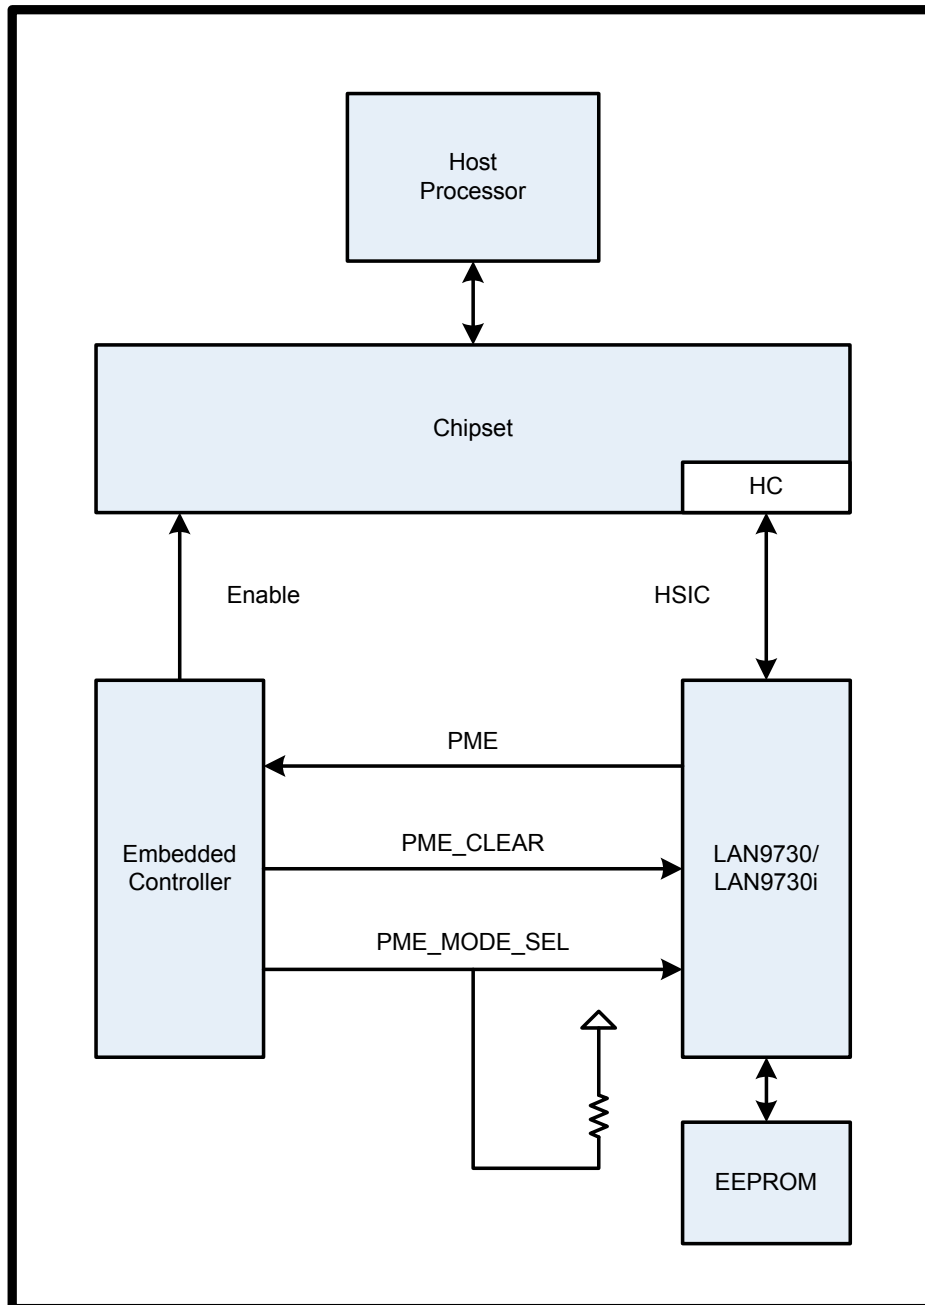 Host
Processor
Chipset
HC
Enable
HSIC
PME
PME_CLEAR
Embedded
Controller
LAN9730/
LAN9730i
PME_MODE_SEL
EEPROM